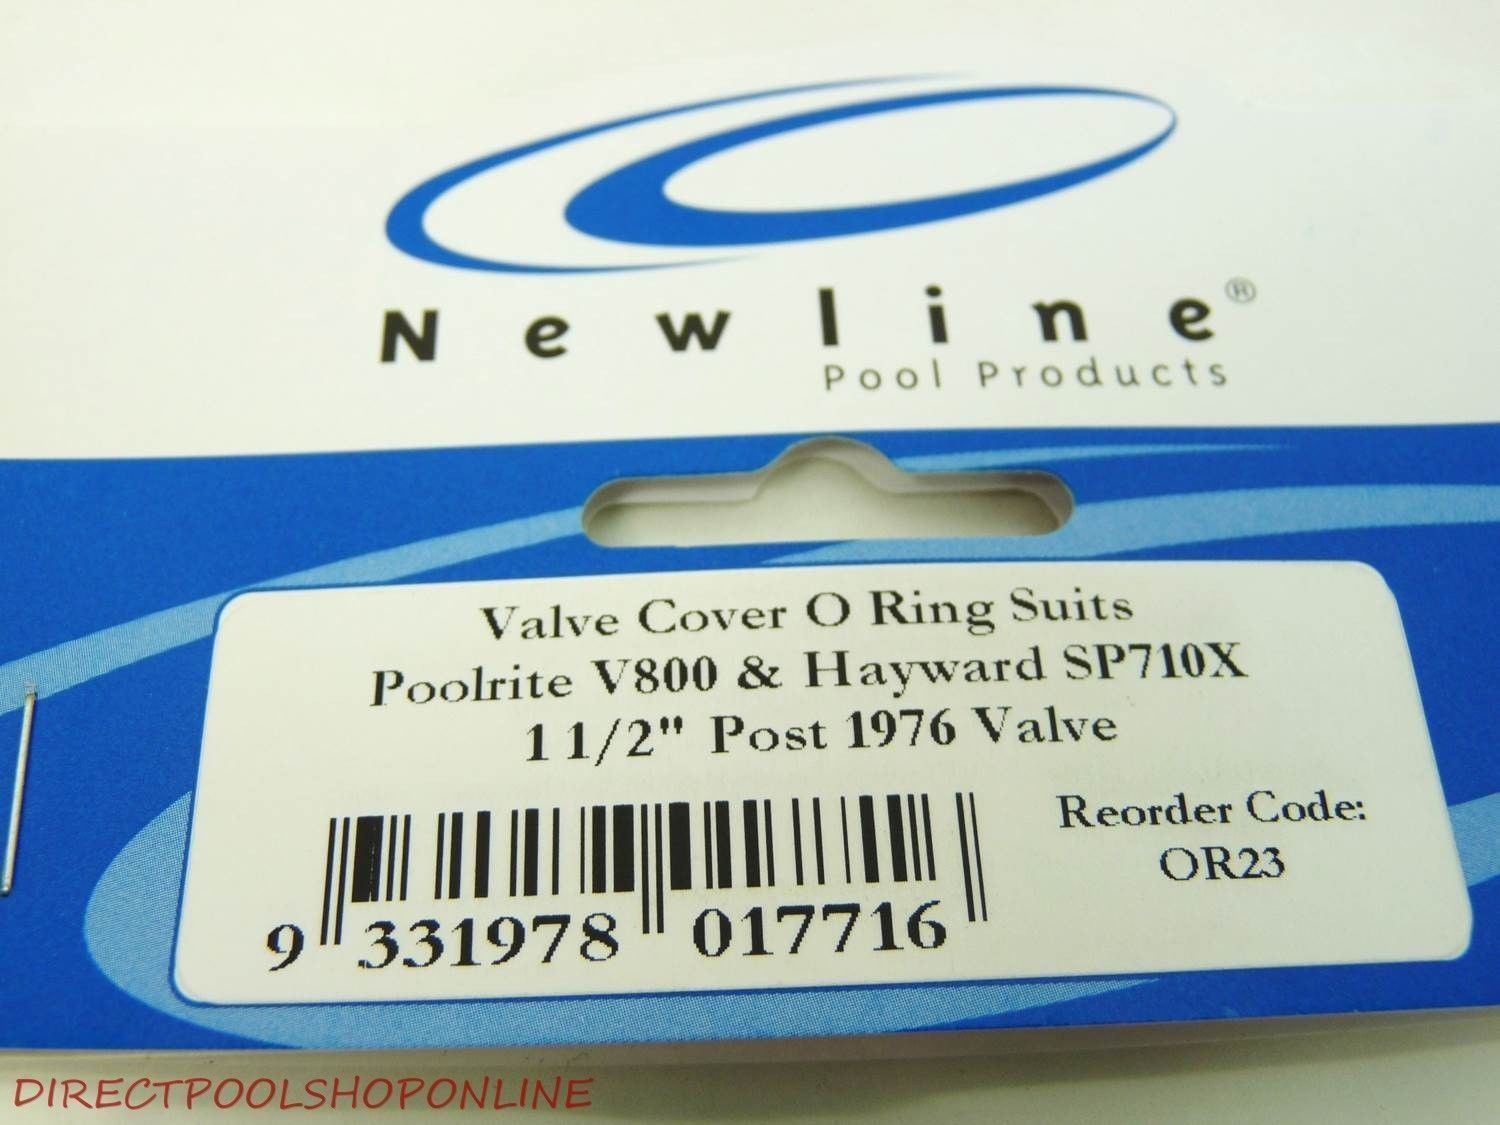 Newline®
Pool Products
Valve Cover O Ring Suits
Poolrite V800 & Hayward SP710X
1 1/2" Post 1976 Valve
Reorder Code:
OR23
9 331978 017716
DIRECTPOOLSHOPONLINE